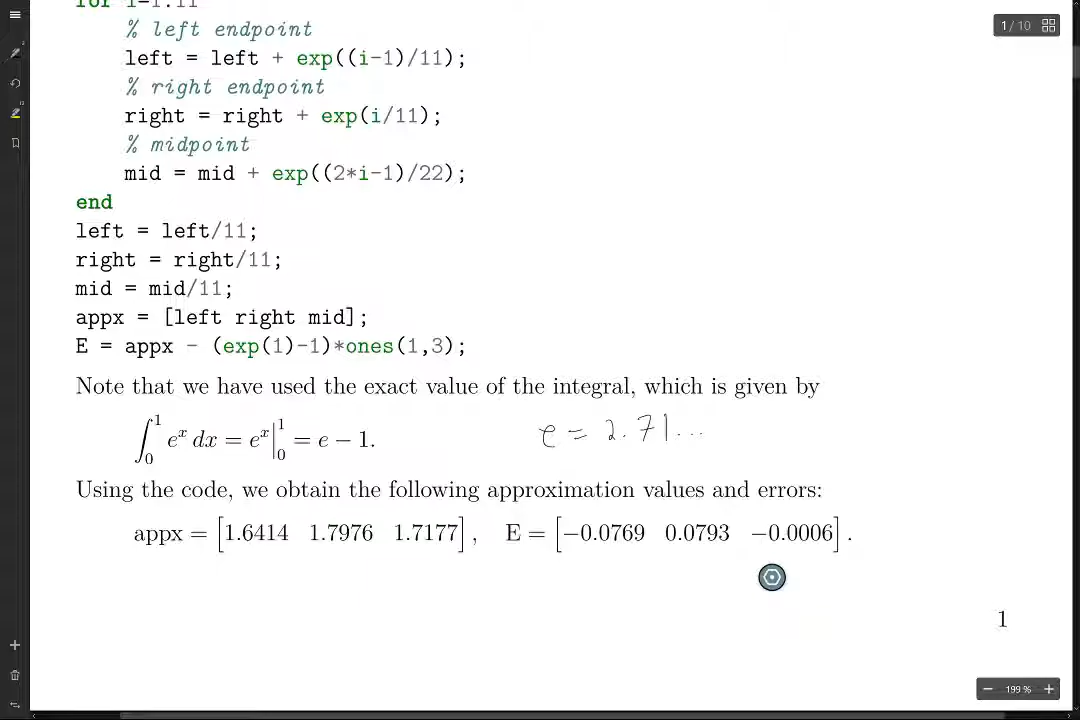 for i=1:11
1 / 10
% left endpoint
left = left + exp((i-1)/11);
% right endpoint
right = right + exp(i/11);
% midpoint
mid = mid + exp((2*i-1)/22);
end
left = left/11;
right = right/11;
mid = mid/11;
appx = [left right mid];
E = appx - (exp(1)-1)*ones(1,3);
Note that we have used the exact value of the integral, which is given by
∫₀¹ eˣ dx = eˣ|₀¹ = e − 1.
e = 2.71...
Using the code, we obtain the following approximation values and errors:
appx = [1.6414 1.7976 1.7177], E = [−0.0769 0.0793 −0.0006].
1
199 %